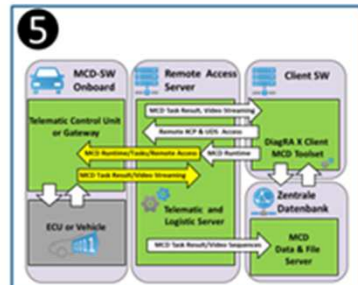 5
MCD-SW
Onboard
Remote Access
Server
Client SW
Telematic Control Unit
or Gateway
MCD Task Result, Video Streaming
Remote XCP & UDS Access
MCD Runtime/Tasks/Remote Access
MCD Runtime
MCD Task Result/Video Streaming
DiagRA X Client
MCD Toolset
ECU or Vehicle
Telematic and
Logistic Server
Zentrale
Datenbank
MCD Task Result/Video Sequences
MCD
Data & File
Server